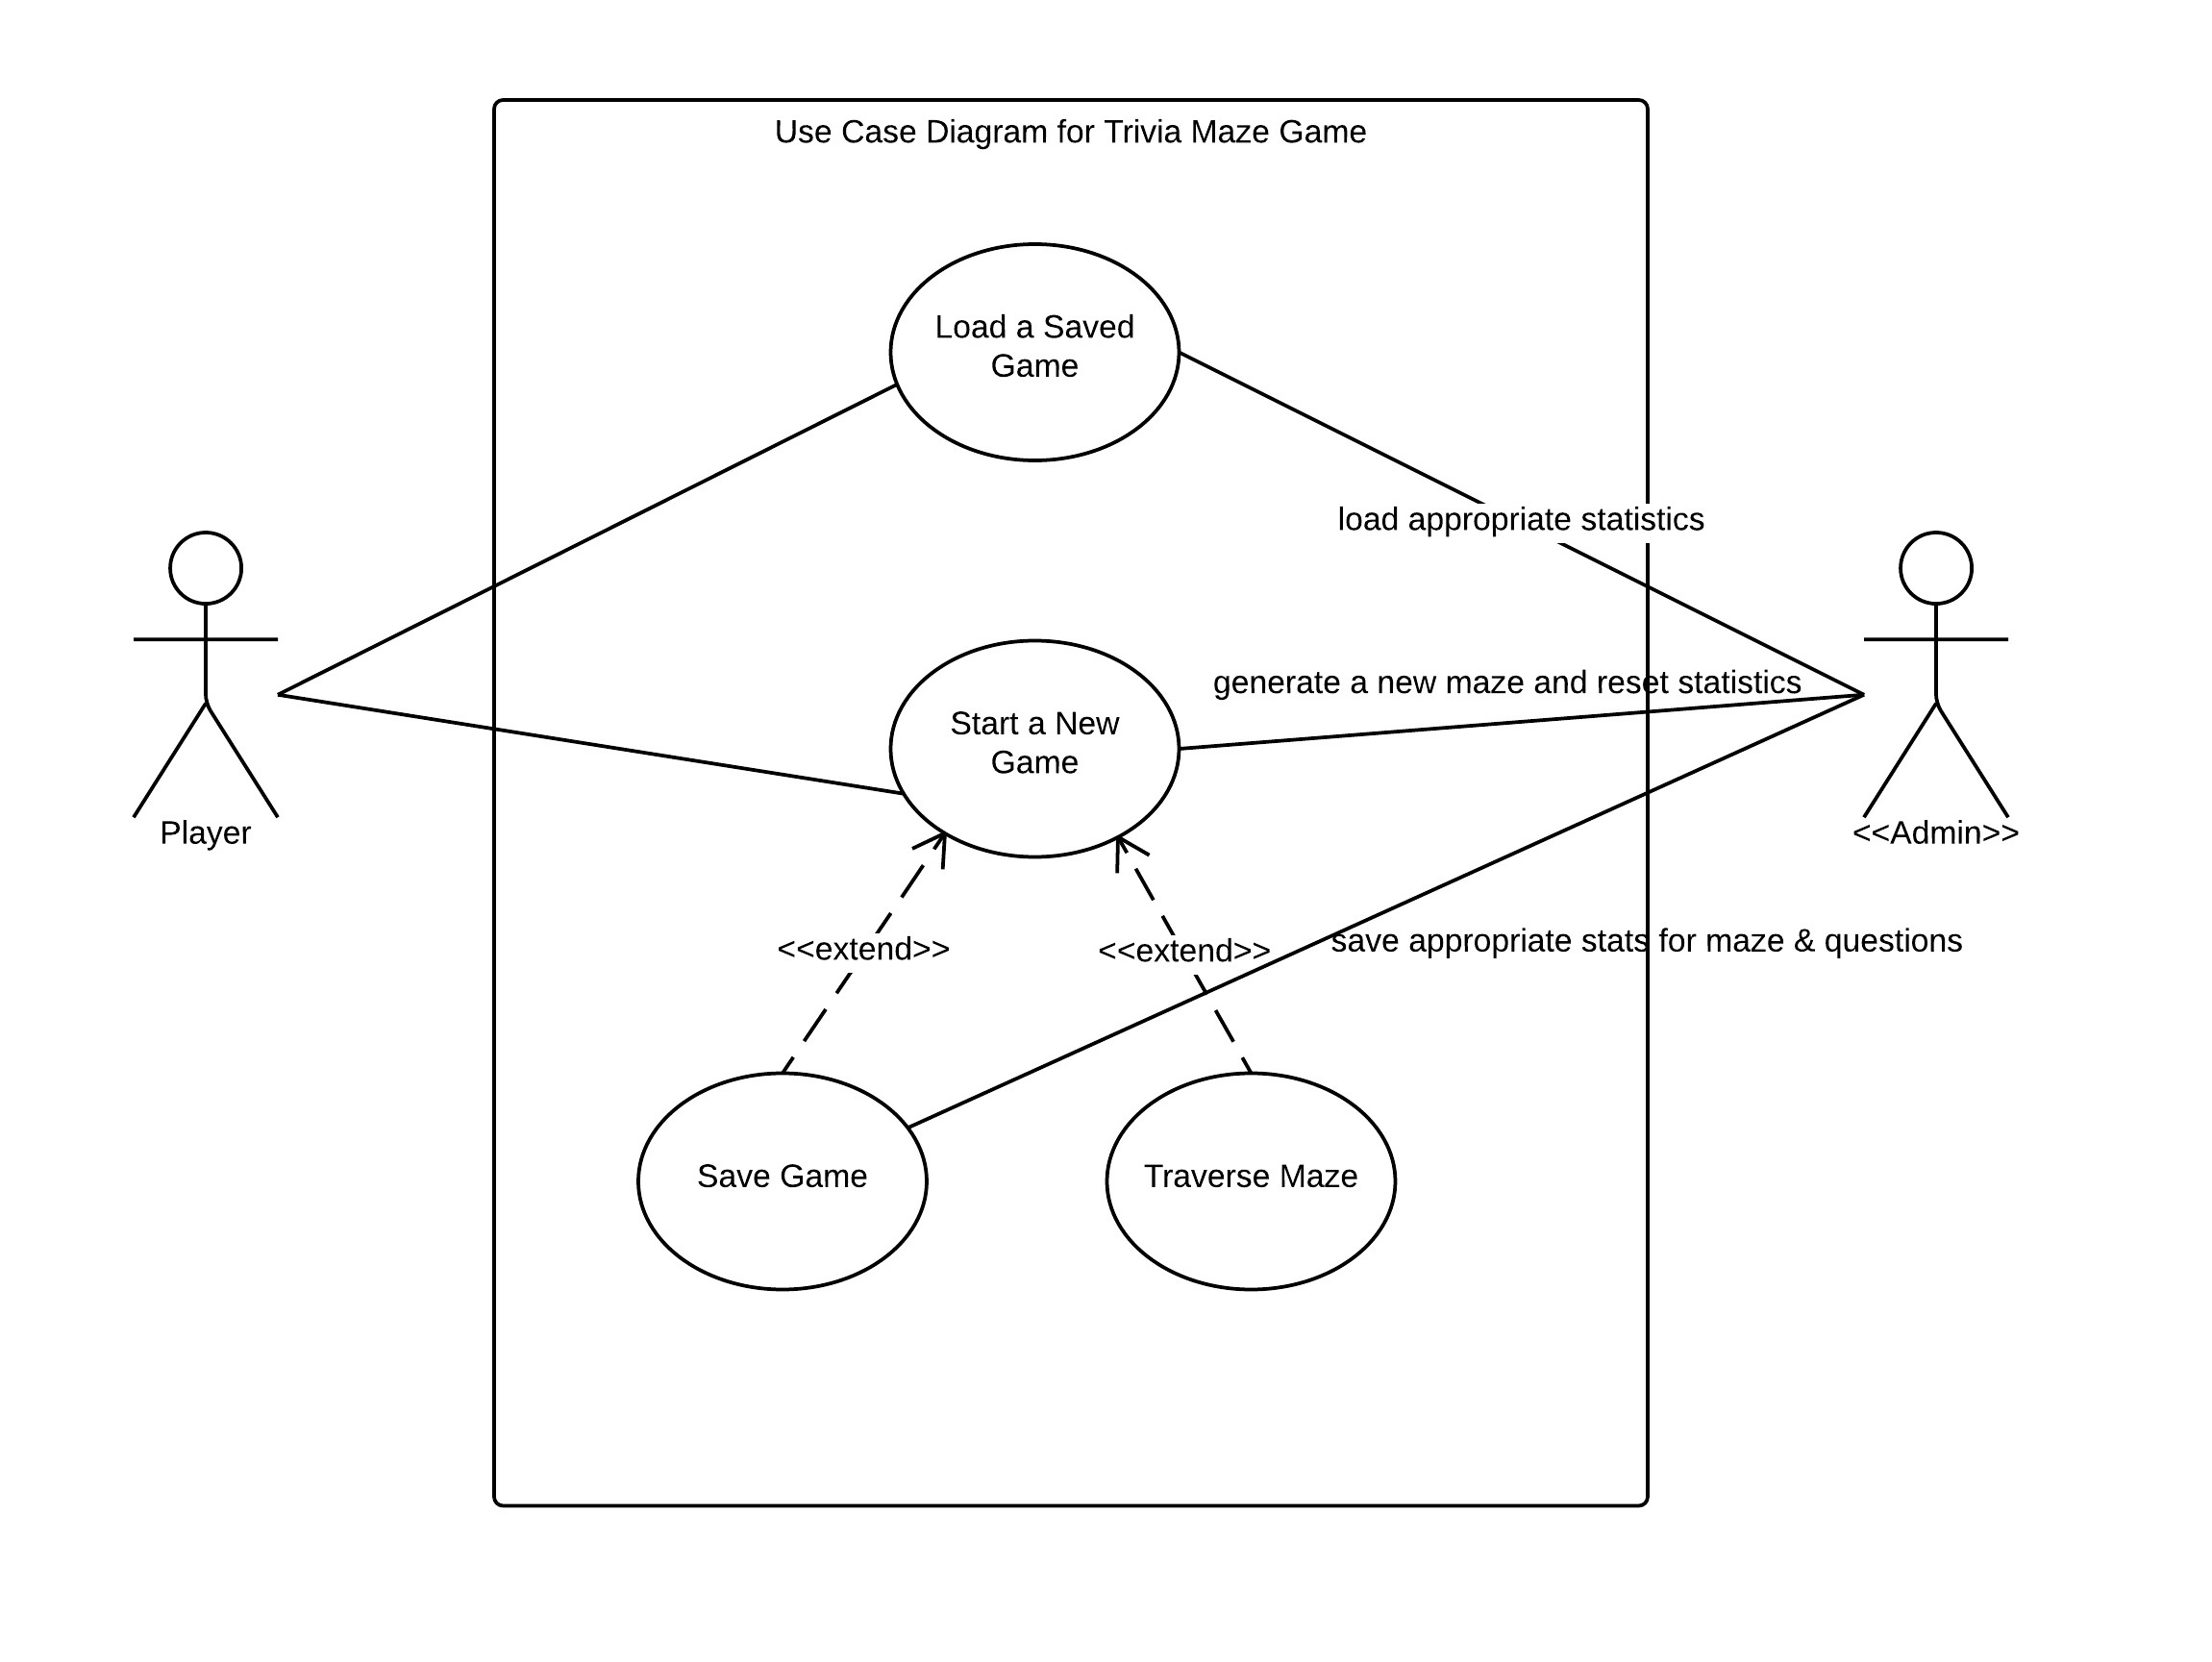 Use Case Diagram for Trivia Maze Game
Load a Saved
Game
load appropriate statistics
generate a new maze and reset statistics
Start a New
Game
Player
<<Admin>>
<<extend>>
<<extend>>
save appropriate stats for maze & questions
Save Game
Traverse Maze